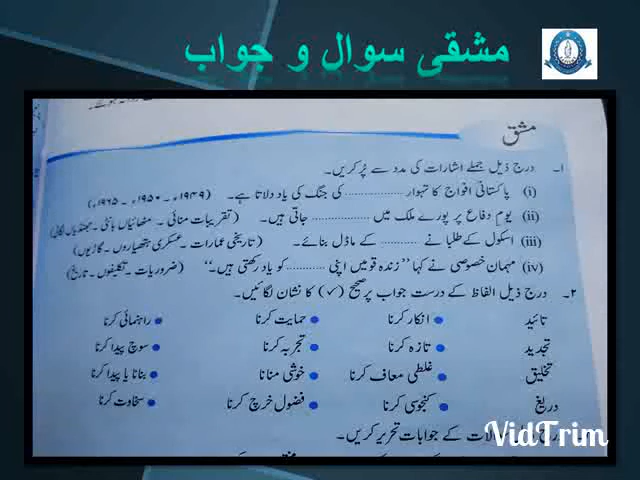 مشقی سوال و جواب
مشق
۱۔ درج ذیل جملے اشارات کی مدد سے پُر کریں۔
(i) پاکستانی افواج کا تہوار ............... کی جنگ کی یاد دلاتا ہے۔ (۱۹۴۹ء ۔ ۱۹۵۰ء ۔ ۱۹۶۵ء)
(ii) یومِ دفاع پر پورے ملک میں ............... جاتی ہیں۔ (تقریبات منائی ۔ مٹھائیاں بانٹی ۔ جھنڈیاں لگائی)
(iii) اسکول کے طلبا نے ............ کے ماڈل بنائے۔ (تاریخی عمارات ۔ عسکری ہتھیاروں ۔ گاڑیوں)
(iv) مہمان خصوصی نے کہا "زندہ قومیں اپنی ............ کو یاد رکھتی ہیں۔" (ضروریات ۔ تکلیفوں ۔ تاریخ)
۲۔ درج ذیل الفاظ کے درست جواب پر صحیح (✓) کا نشان لگائیں۔
تائید • انکار کرنا • حمایت کرنا • راہنمائی کرنا
تجدید • تازہ کرنا • تجربہ کرنا • سوچ پیدا کرنا
تخلیق • غلطی معاف کرنا • خوشی منانا • بنانا یا پیدا کرنا
دریغ • کنجوسی کرنا • فضول خرچ کرنا • سخاوت کرنا
سوالات کے جوابات تحریر کریں۔
VidTrim